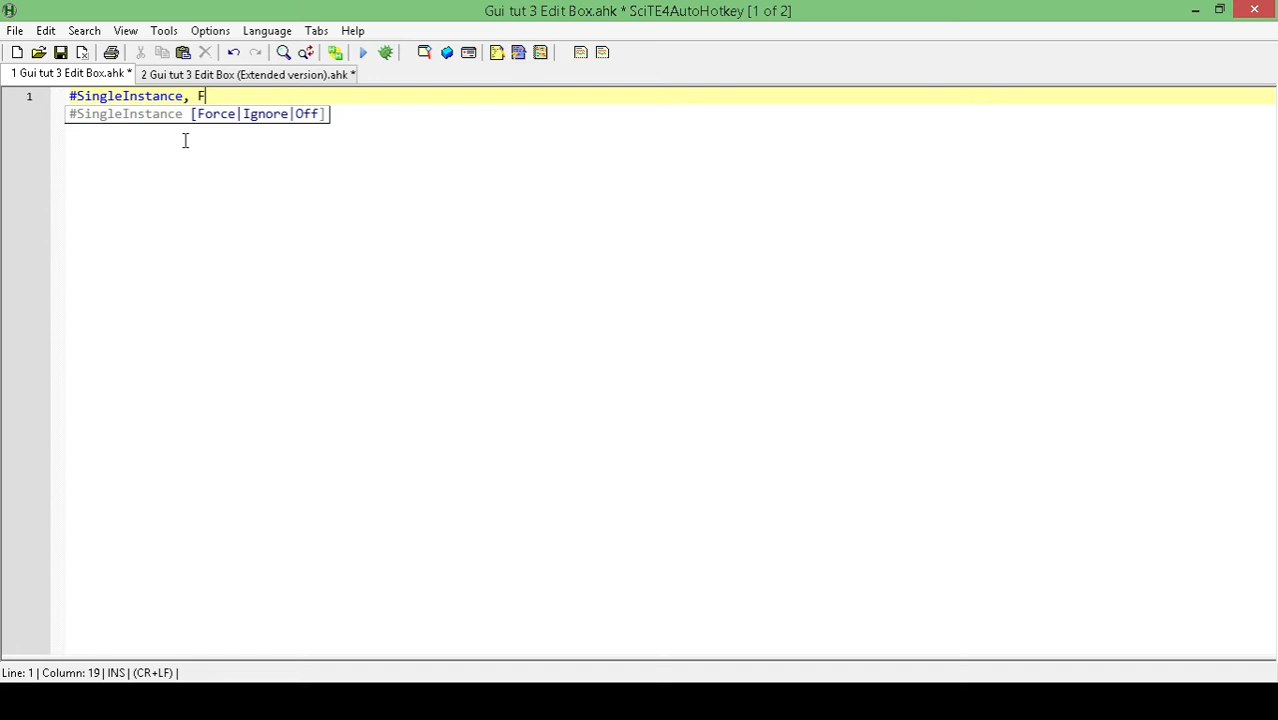 Gui tut 3 Edit Box.ahk * SciTE4AutoHotkey [1 of 2]
File Edit Search View Tools Options Language Tabs Help
1 Gui tut 3 Edit Box.ahk * 2 Gui tut 3 Edit Box (Extended version).ahk *
1 #SingleInstance, F
#SingleInstance [Force|Ignore|Off]
Line: 1 | Column: 19 | INS | (CR+LF) |